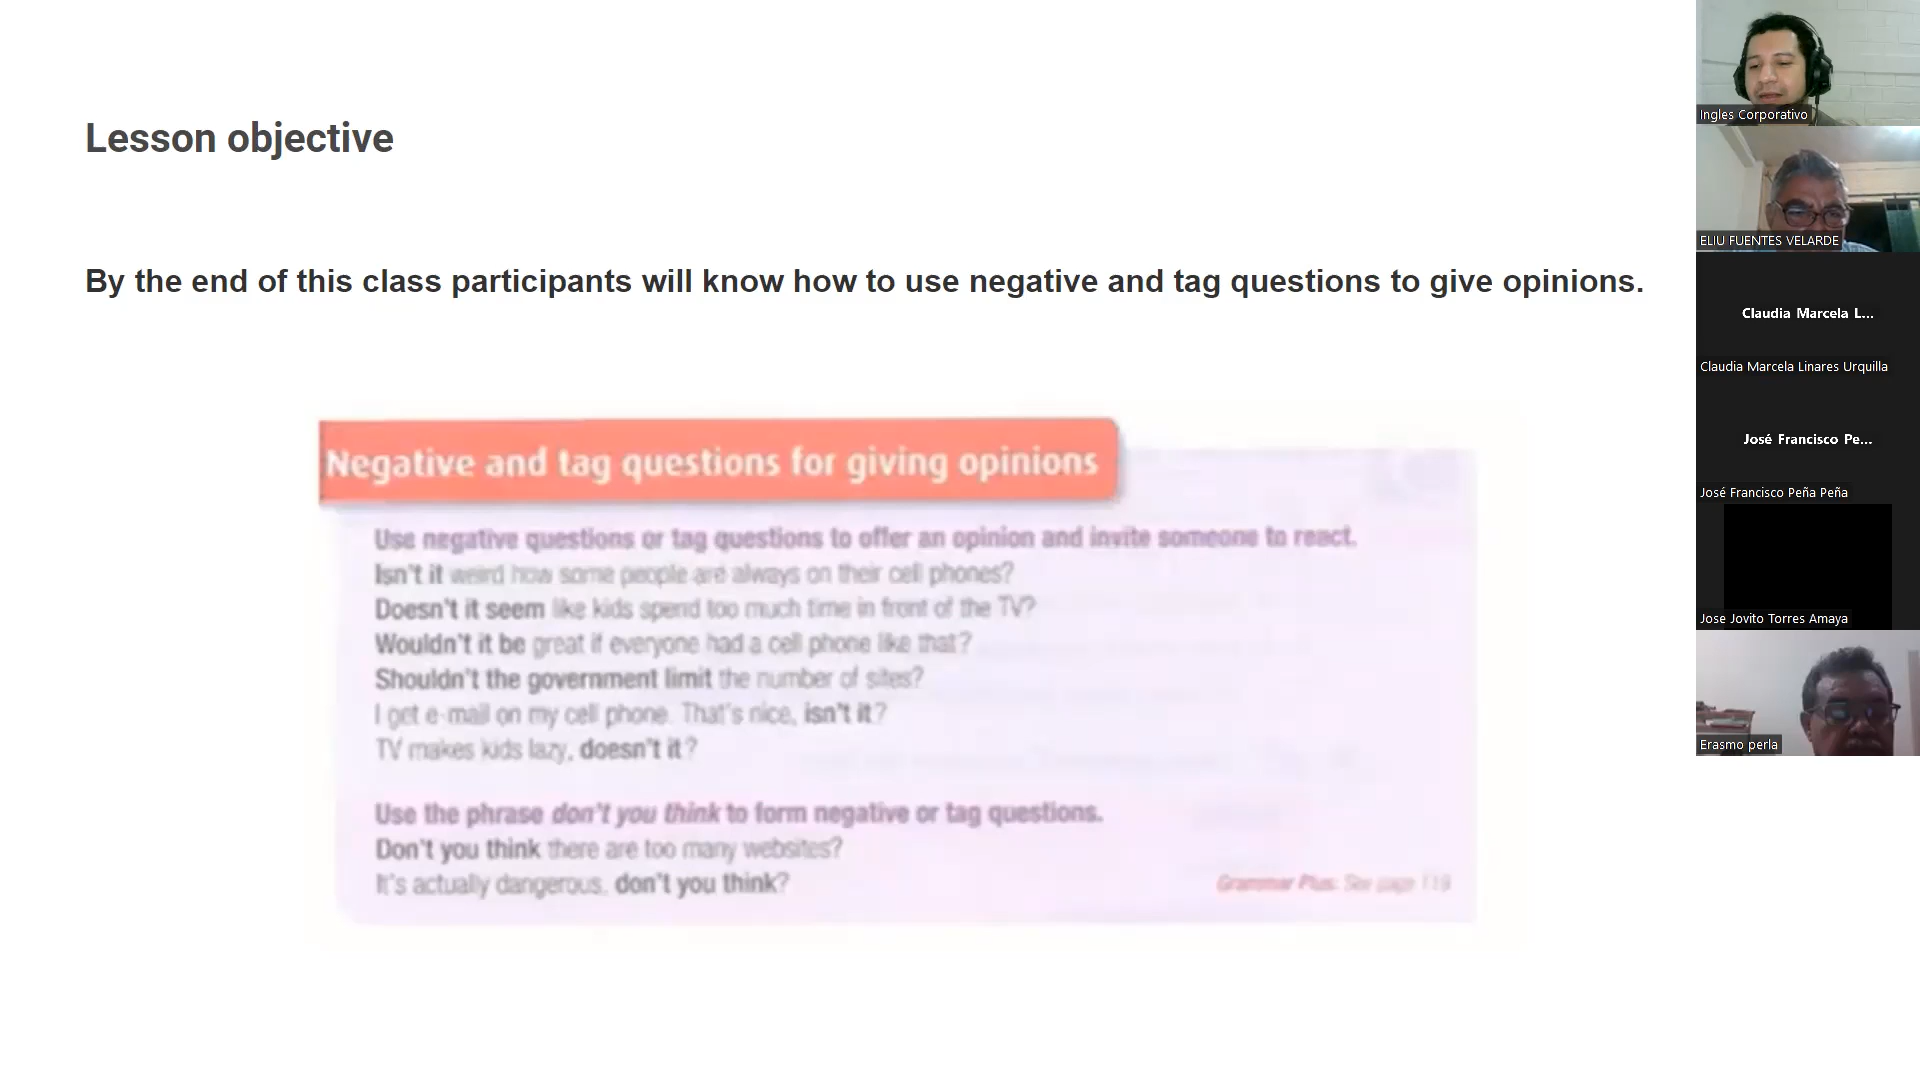 Lesson objective
By the end of this class participants will know how to use negative and tag questions to give opinions.
Negative and tag questions for giving opinions
Use negative questions or tag questions to offer an opinion and invite someone to react.
Isn't it weird how some people are always on their cell phones?
Doesn't it seem like kids spend too much time in front of the TV?
Wouldn't it be great if everyone had a cell phone like that?
Shouldn't the government limit the number of sites?
I get e-mail on my cell phone. That's nice, isn't it?
TV makes kids lazy, doesn't it?
Use the phrase don't you think to form negative or tag questions.
Don't you think there are too many websites?
It's actually dangerous, don't you think?
Grammar Plus: See page 119
Ingles Corporativo
ELIU FUENTES VELARDE
Claudia Marcela L...
Claudia Marcela Linares Urquilla
José Francisco Pe...
José Francisco Peña Peña
Jose Jovito Torres Amaya
Erasmo perla